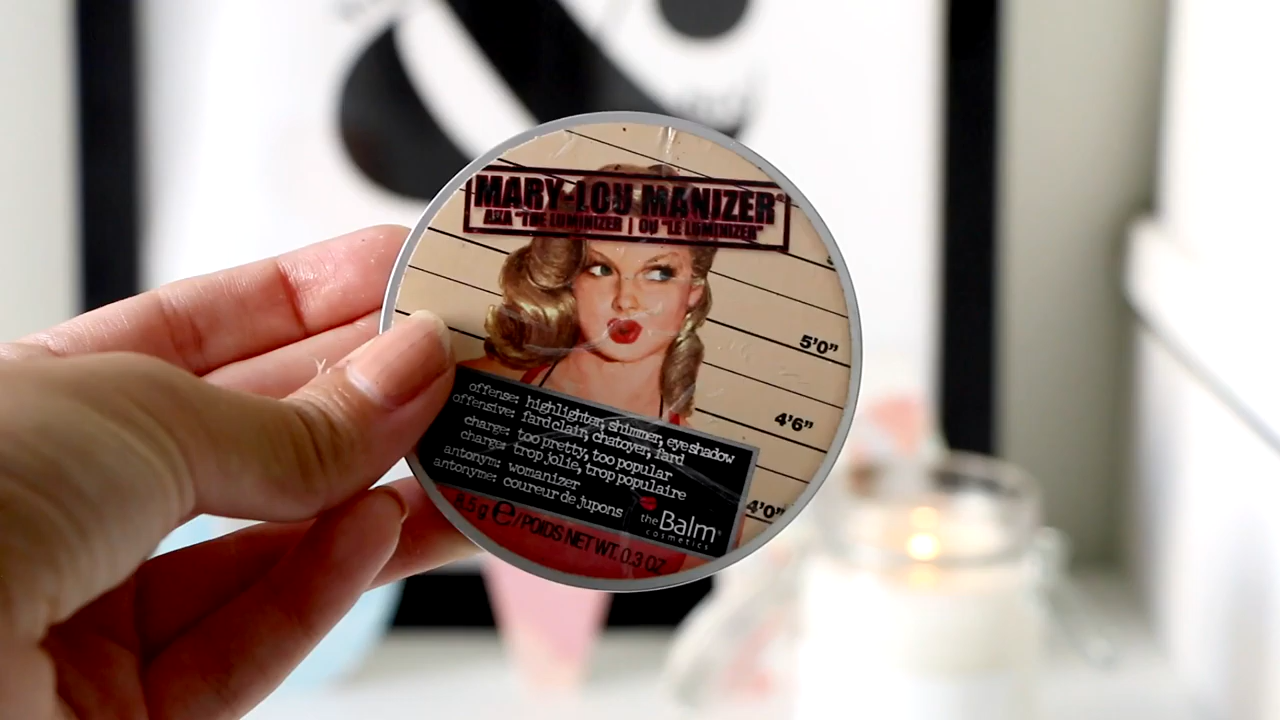 MARY-LOU MANIZER®
AKA "THE LUMINIZER | OU "LE LUMINIZER"
5'0"
4'6"
4'0"
offense: highlighter, shimmer, eyeshadow
offensive: fard clair, chatoyer, fard
charge: too pretty, too popular
charge: trop jolie, trop populaire
antonym: womanizer
antonyme: coureur de jupons
theBalm®
cosmetics
8.5 g ℮/POIDS NET WT. 0.3 OZ